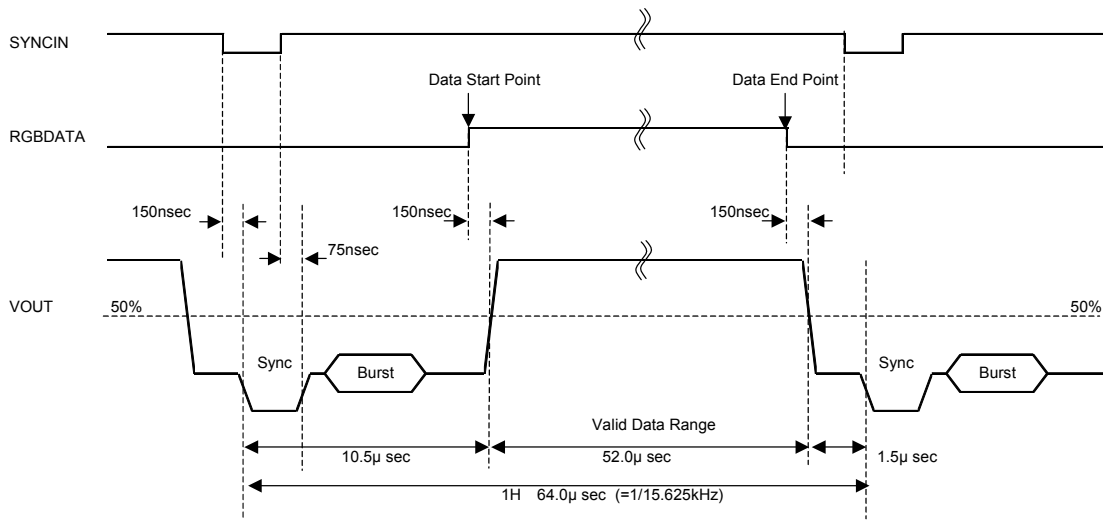 SYNCIN
Data Start Point
Data End Point
RGBDATA
150nsec
150nsec
150nsec
75nsec
VOUT
50%
50%
Sync
Burst
Sync
Burst
Valid Data Range
10.5µ sec
52.0µ sec
1.5µ sec
1H 64.0µ sec (=1/15.625kHz)